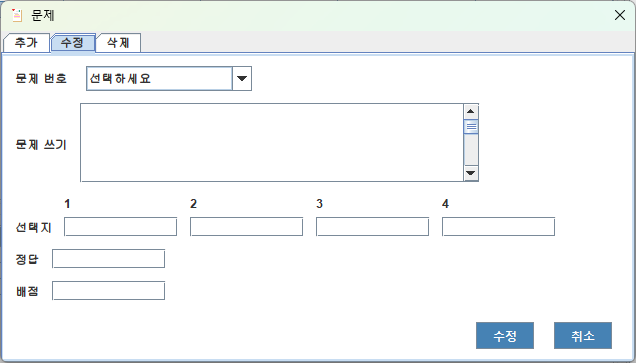 문제
추가 수정 삭제
문제 번호 선택하세요
문제 쓰기
1 2 3 4
선택지
정답
배점
수정 취소